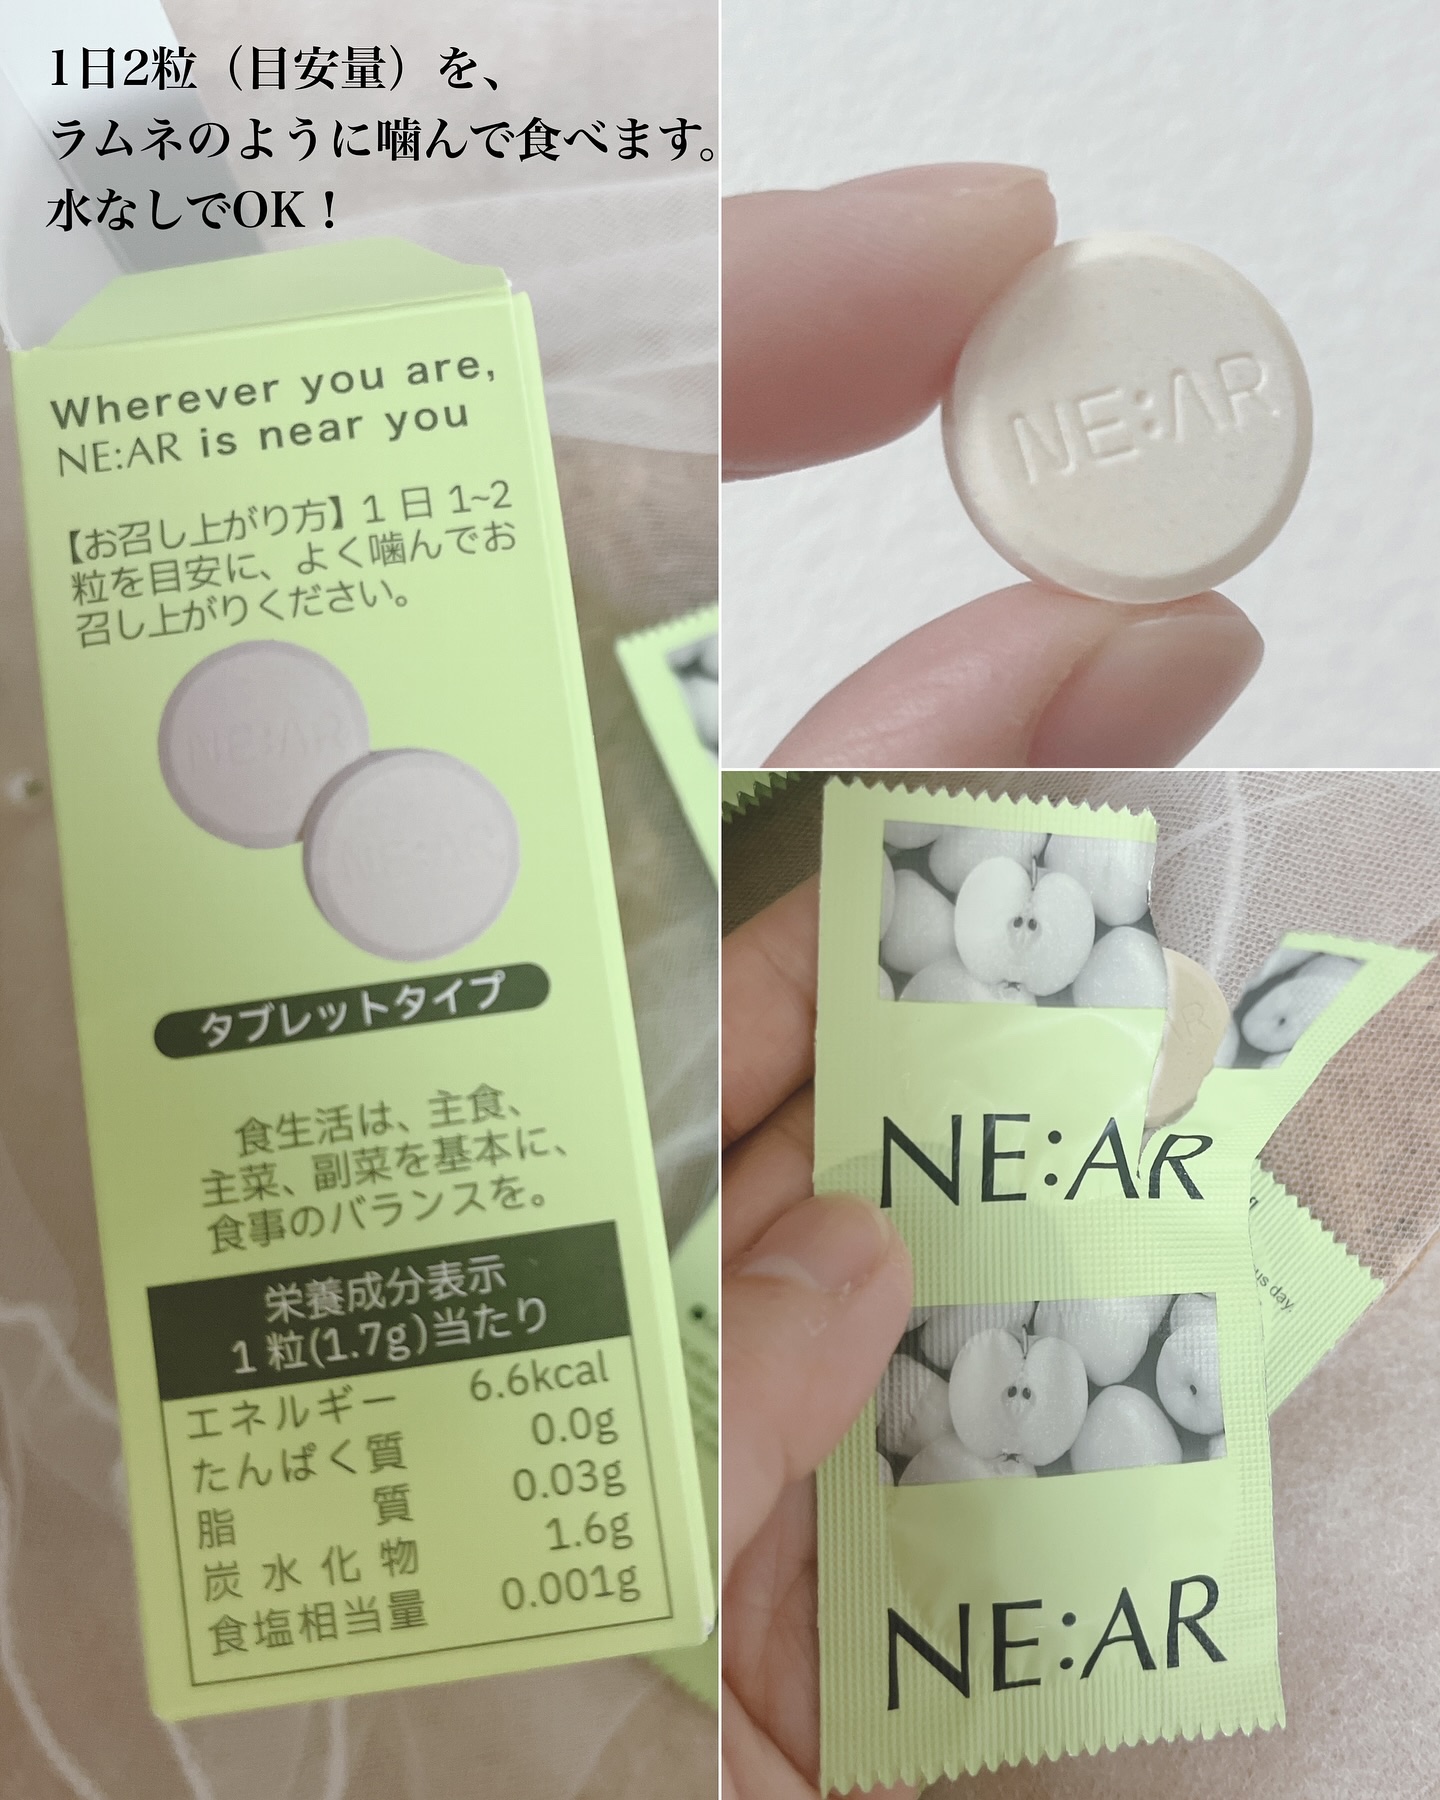 1日2粒（目安量）を、
ラムネのように噛んで食べます。
水なしでOK！
Wherever you are,
NE:AR is near you
【お召し上がり方】1 日 1~2
粒を目安に、よく噛んでお
召し上がりください。
NE:AR
NE:AR
タブレットタイプ
食生活は、主食、
主菜、副菜を基本に、
食事のバランスを。
栄養成分表示
1 粒(1.7g)当たり
エネルギー 6.6kcal
たんぱく質 0.0g
脂質 0.03g
炭水化物 1.6g
食塩相当量 0.001g
NE:AR
AR
NE:AR
us day.
NE:AR